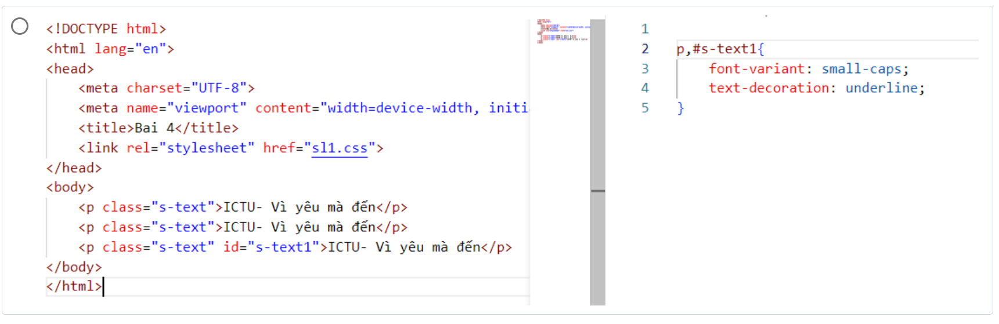 <!DOCTYPE html>
<html lang="en">
<head>
    <meta charset="UTF-8">
    <meta name="viewport" content="width=device-width, initi
    <title>Bai 4</title>
    <link rel="stylesheet" href="sl1.css">
</head>
<body>
    <p class="s-text">ICTU- Vì yêu mà đến</p>
    <p class="s-text">ICTU- Vì yêu mà đến</p>
    <p class="s-text" id="s-text1">ICTU- Vì yêu mà đến</p>
</body>
</html>
1
2 p,#s-text1{
3     font-variant: small-caps;
4     text-decoration: underline;
5 }